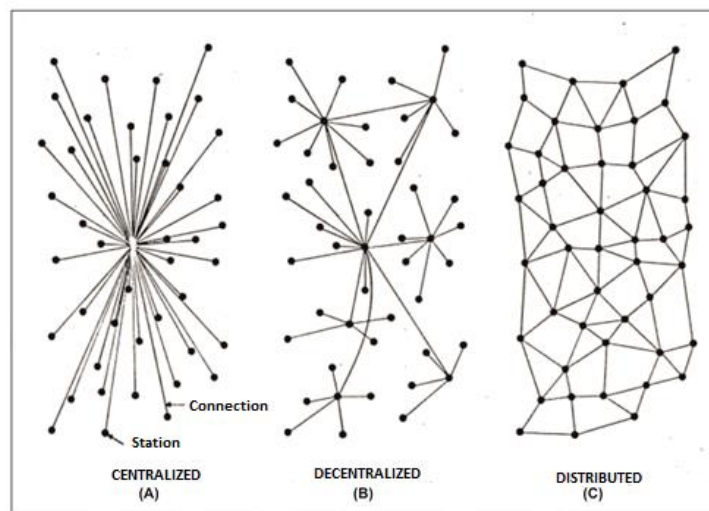 Connection
Station
CENTRALIZED
(A)
DECENTRALIZED
(B)
DISTRIBUTED
(C)